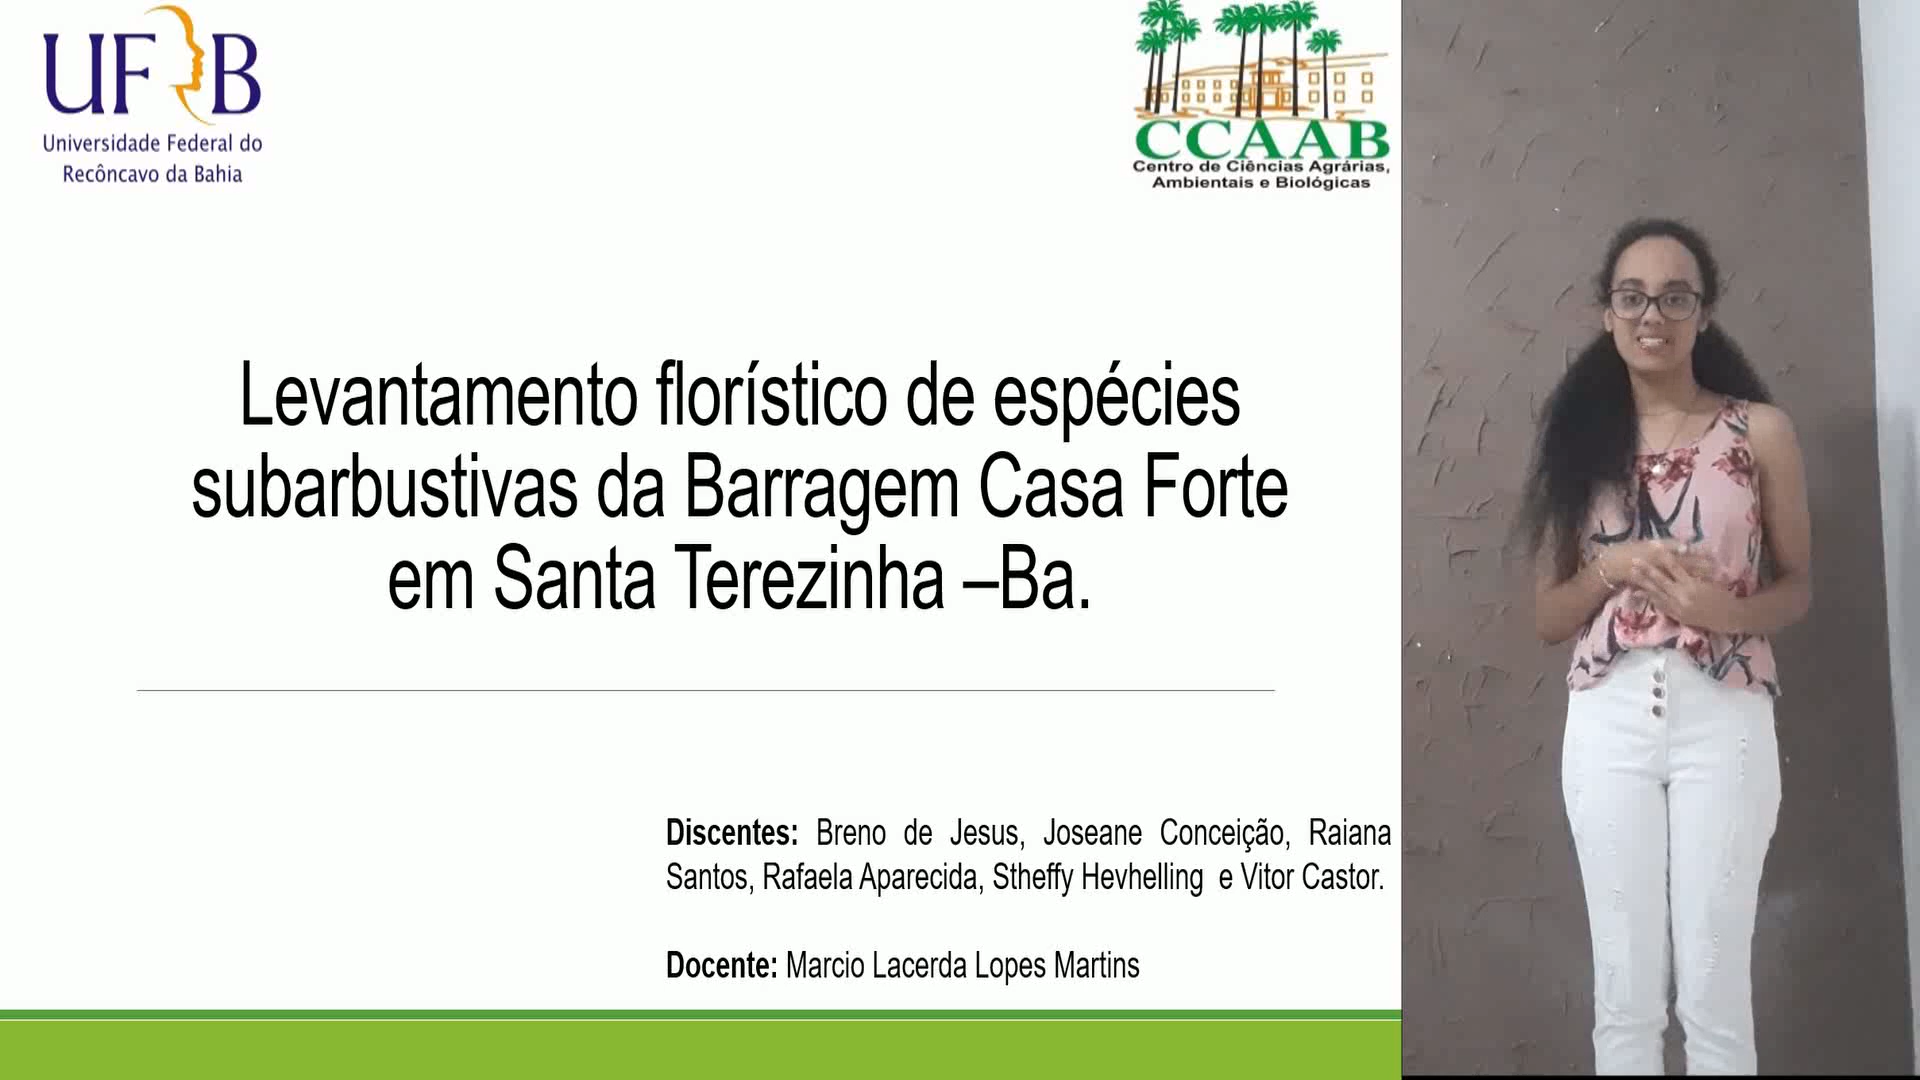 UFRB
Universidade Federal do
Recôncavo da Bahia
CCAAB
Centro de Ciências Agrárias,
Ambientais e Biológicas
Levantamento florístico de espécies
subarbustivas da Barragem Casa Forte
em Santa Terezinha –Ba.
Discentes: Breno de Jesus, Joseane Conceição, Raiana
Santos, Rafaela Aparecida, Stheffy Hevhelling e Vitor Castor.
Docente: Marcio Lacerda Lopes Martins